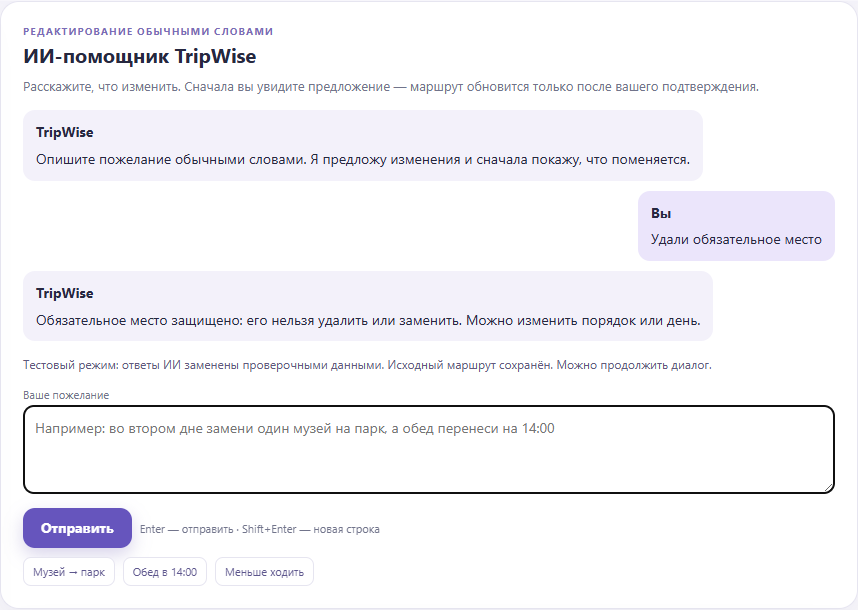 РЕДАКТИРОВАНИЕ ОБЫЧНЫМИ СЛОВАМИ
ИИ-помощник TripWise
Расскажите, что изменить. Сначала вы увидите предложение — маршрут обновится только после вашего подтверждения.
TripWise
Опишите пожелание обычными словами. Я предложу изменения и сначала покажу, что поменяется.
Вы
Удали обязательное место
TripWise
Обязательное место защищено: его нельзя удалить или заменить. Можно изменить порядок или день.
Тестовый режим: ответы ИИ заменены проверочными данными. Исходный маршрут сохранён. Можно продолжить диалог.
Ваше пожелание
Например: во втором дне замени один музей на парк, а обед перенеси на 14:00
Отправить Enter — отправить · Shift+Enter — новая строка
Музей → парк Обед в 14:00 Меньше ходить